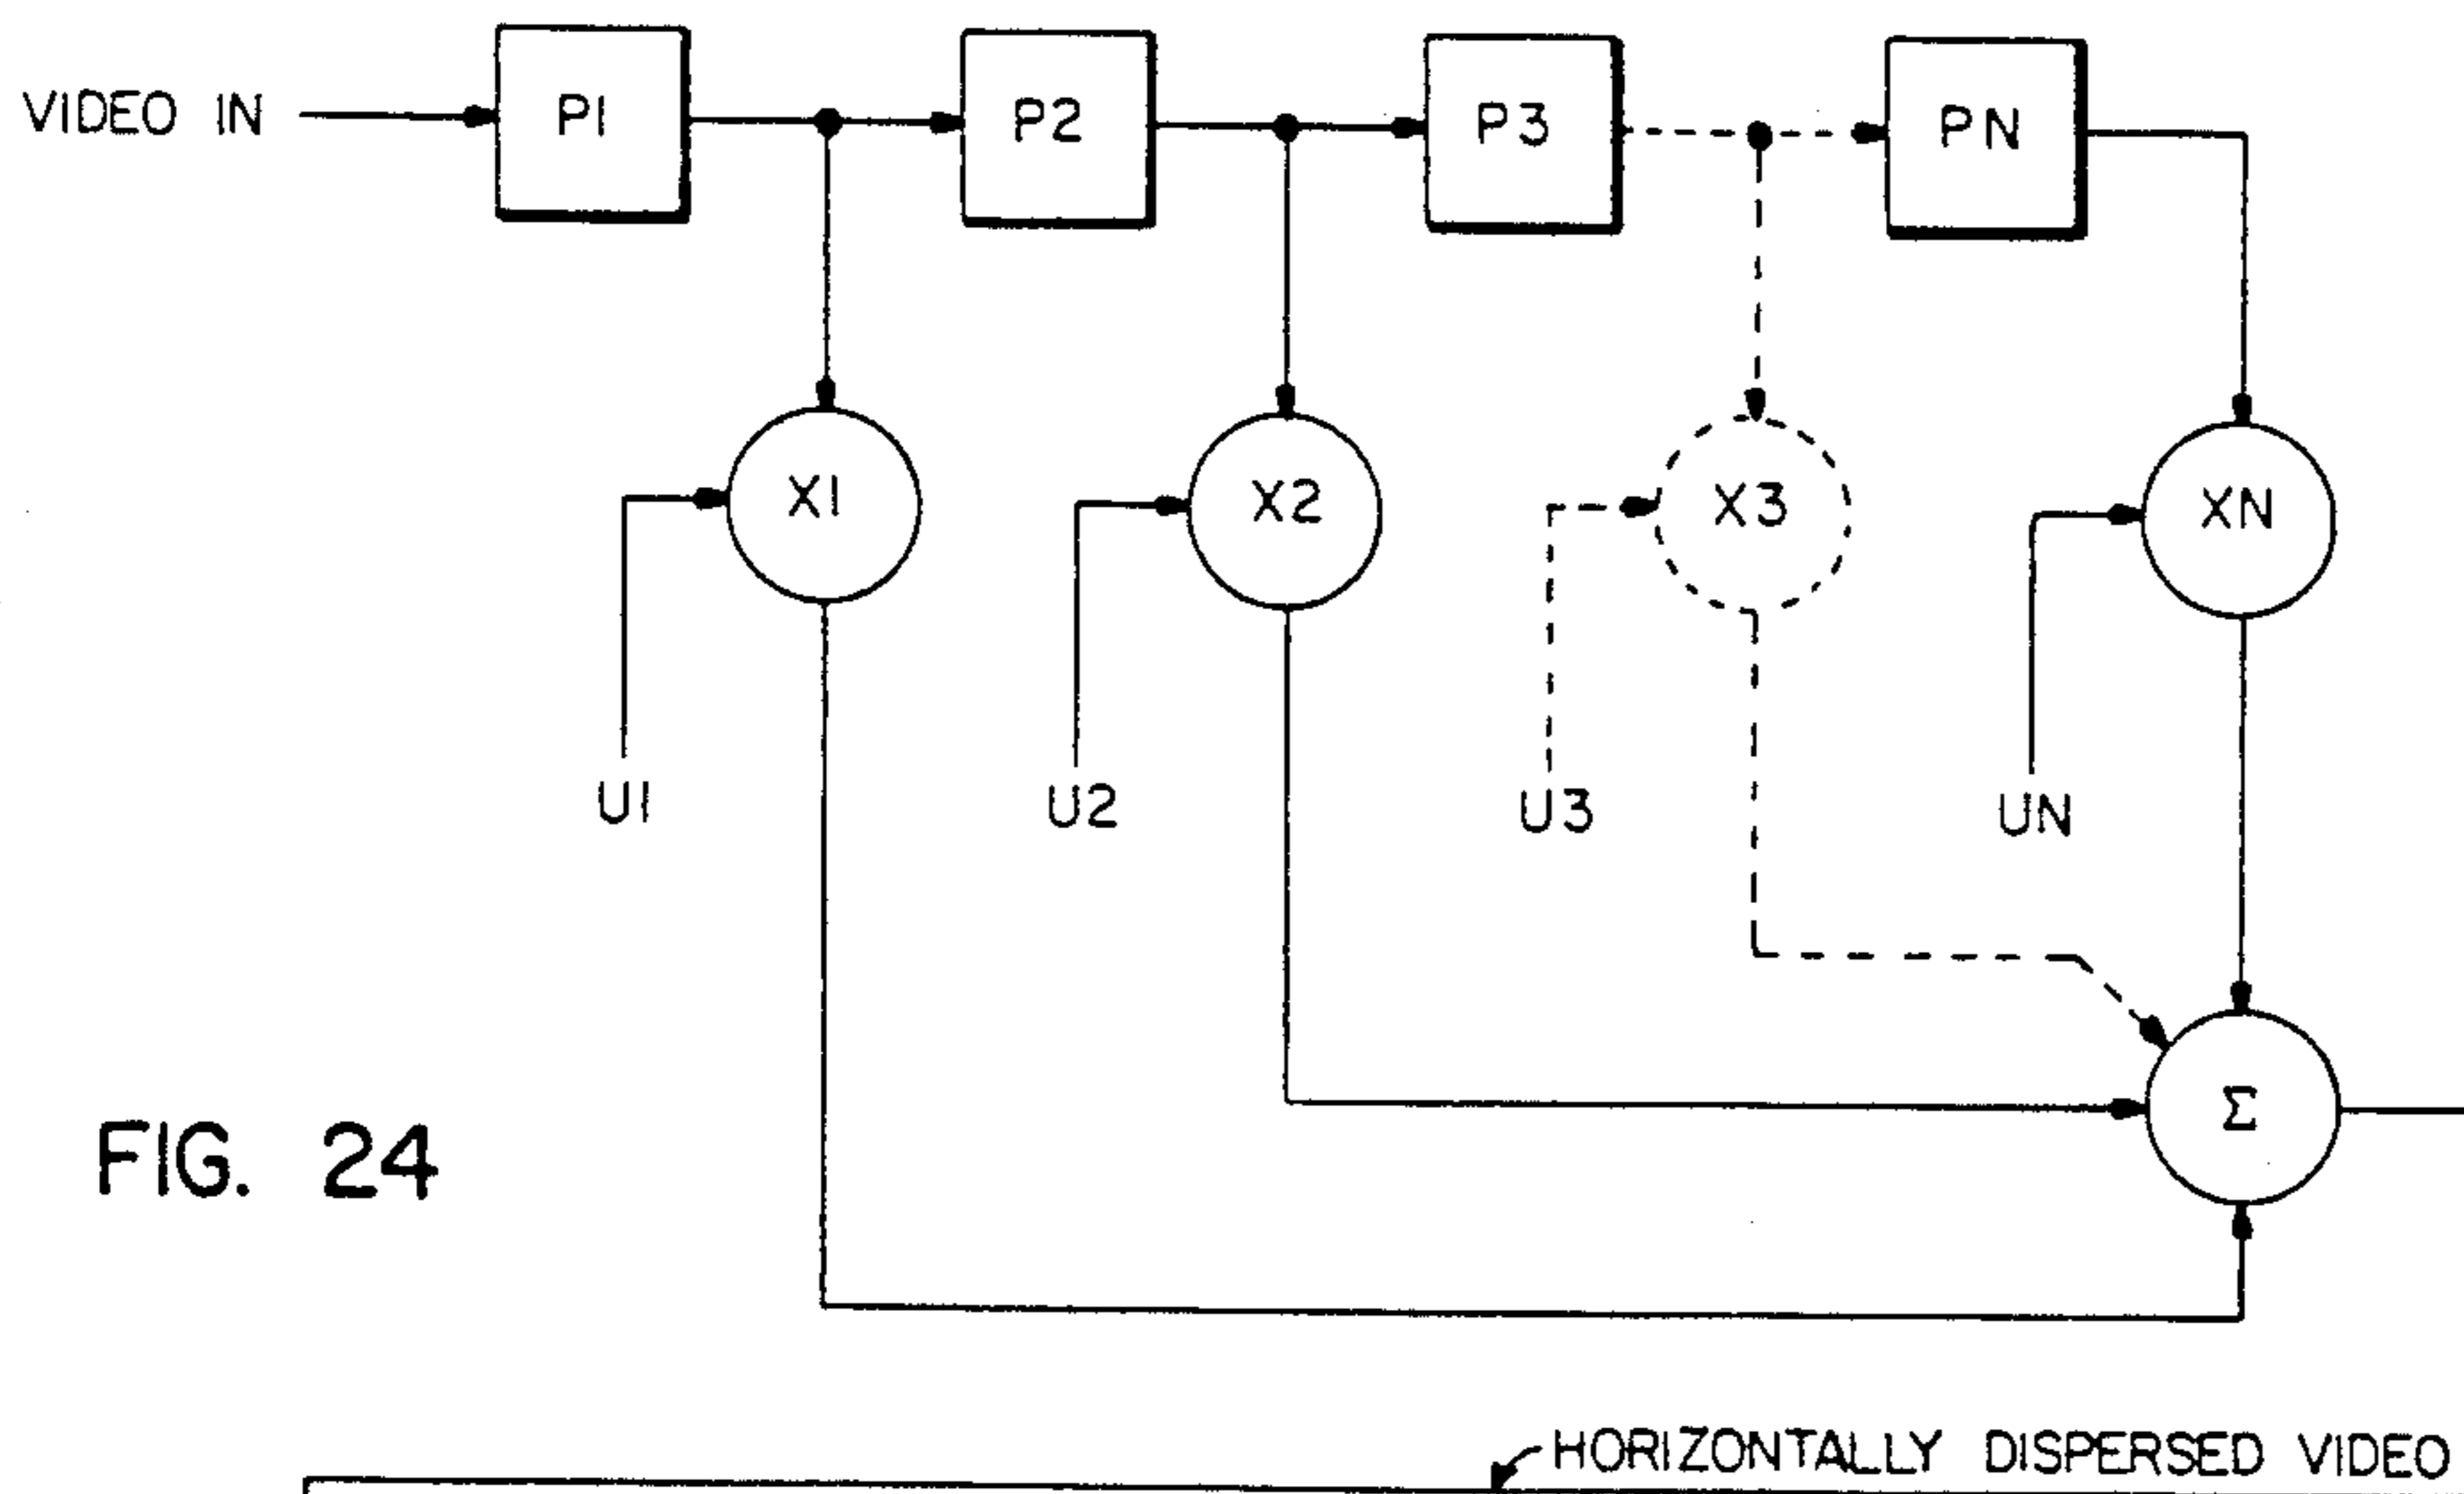 VIDEO IN P1 P2 P3 PN
X1 X2 X3 XN
U1 U2 U3 UN
Σ
FIG. 24
HORIZONTALLY DISPERSED VIDEO